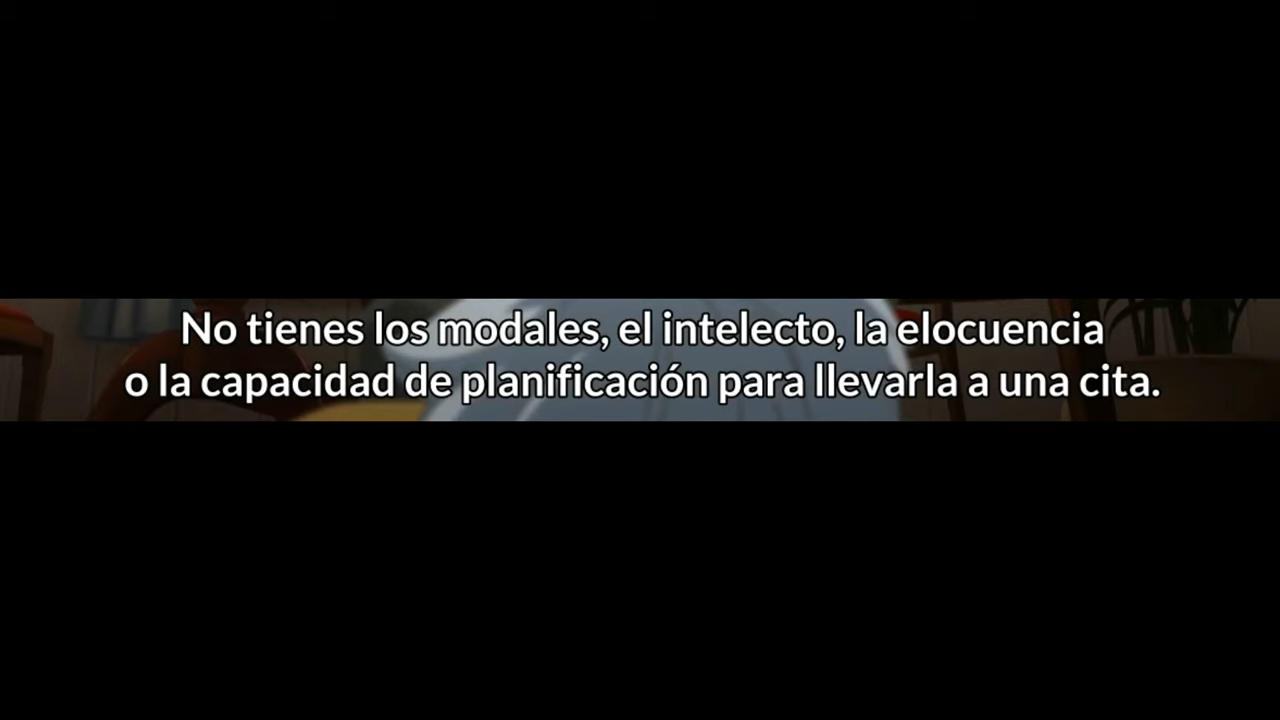 No tienes los modales, el intelecto, la elocuencia
o la capacidad de planificación para llevarla a una cita.